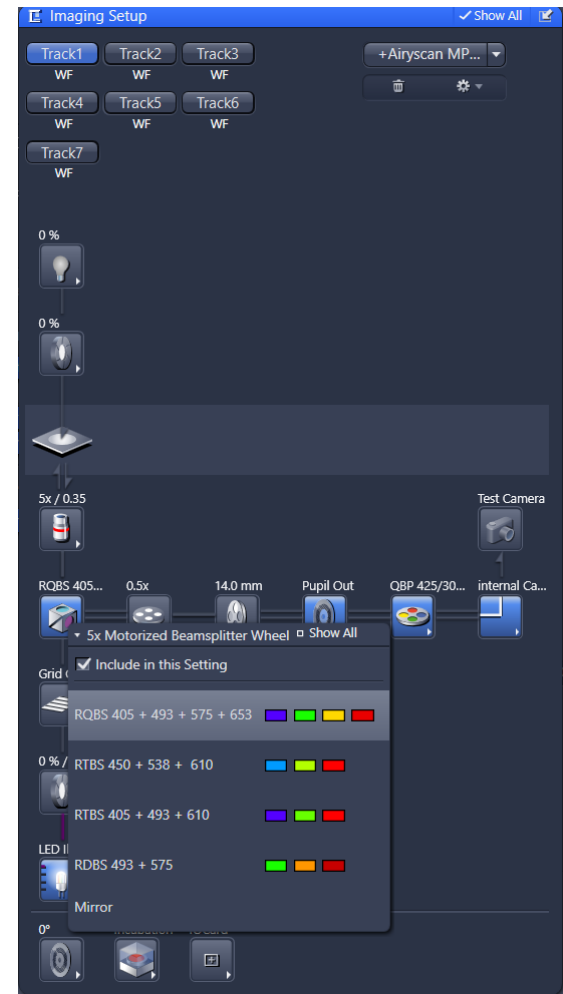 Imaging Setup
Show All
Track1 Track2 Track3
WF WF WF
+Airyscan MP...
Track4 Track5 Track6
WF WF WF
Track7
WF
0 %
0 %
5x / 0.35
Test Camera
RQBS 405... 0.5x 14.0 mm Pupil Out QBP 425/30... internal Ca...
5x Motorized Beamsplitter Wheel Show All
Include in this Setting
Grid
RQBS 405 + 493 + 575 + 653
0 % /
RTBS 450 + 538 + 610
RTBS 405 + 493 + 610
LED
RDBS 493 + 575
Mirror
0°